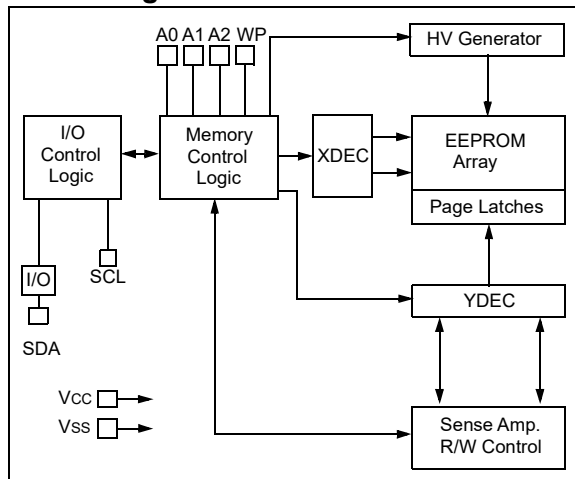 A0 A1 A2 WP
HV Generator
I/O
Control
Logic
Memory
Control
Logic
XDEC
EEPROM
Array
Page Latches
I/O
SCL
SDA
YDEC
VCC
VSS
Sense Amp.
R/W Control